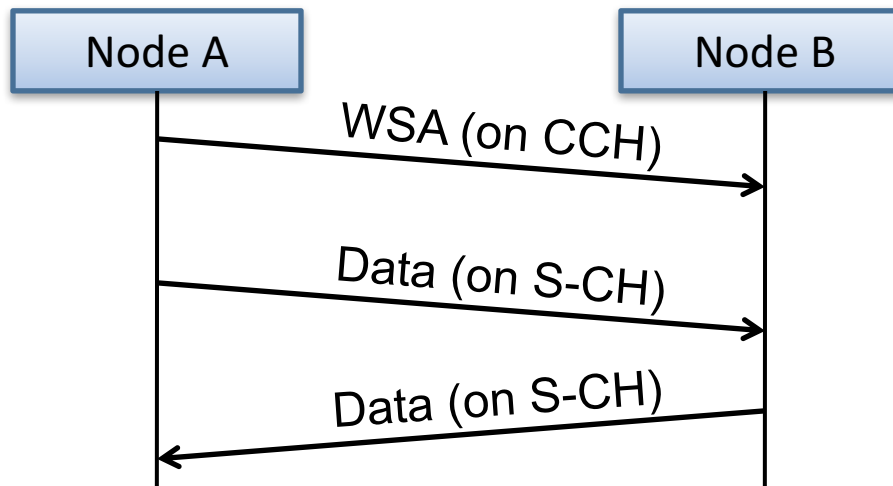 Node A
Node B
WSA (on CCH)
Data (on S-CH)
Data (on S-CH)